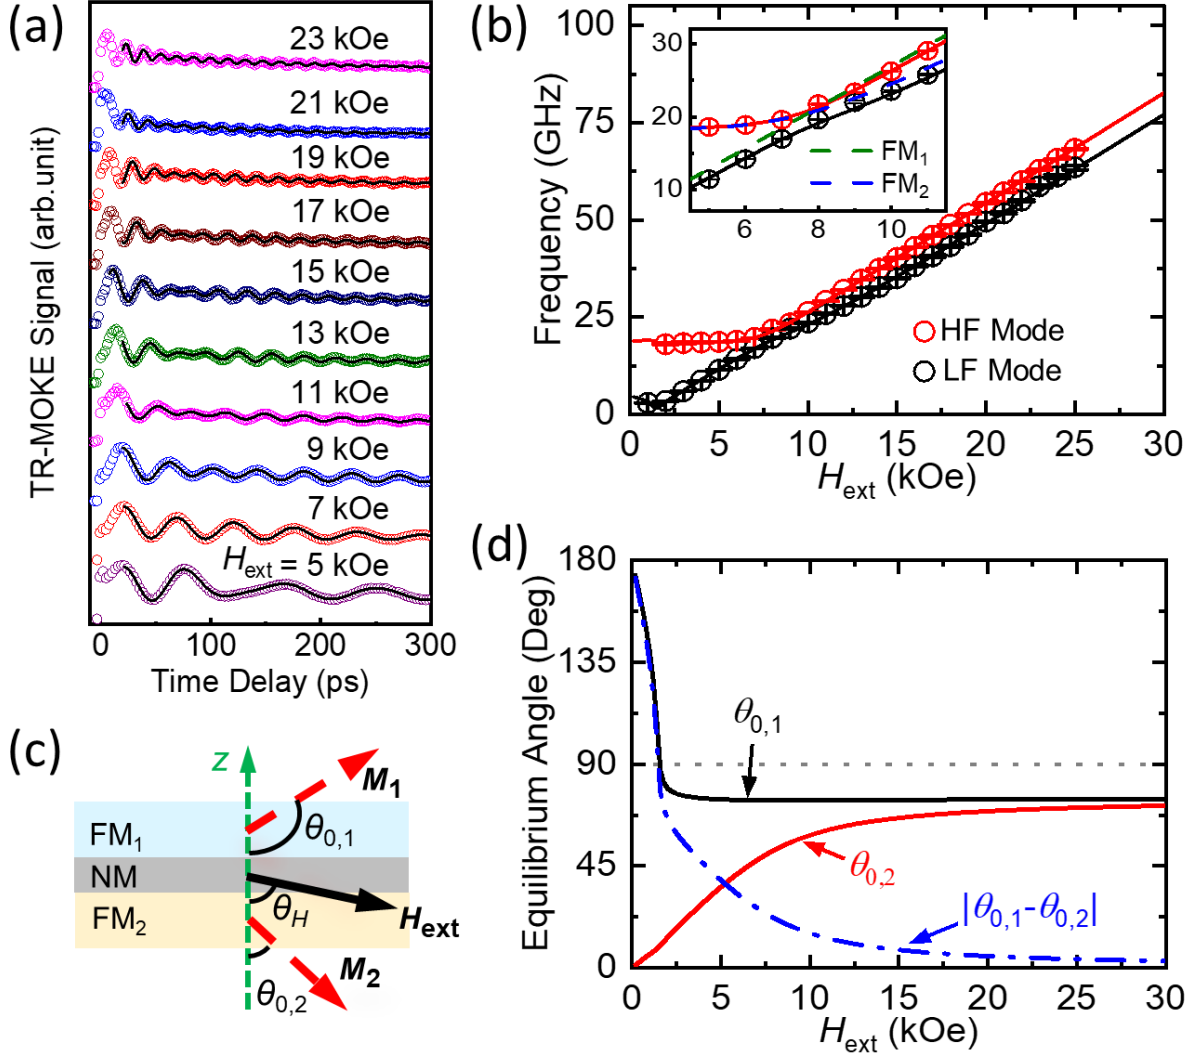 (a)
TR-MOKE Signal (arb.unit)
23 kOe
21 kOe
19 kOe
17 kOe
15 kOe
13 kOe
11 kOe
9 kOe
7 kOe
Hext = 5 kOe
0 100 200 300
Time Delay (ps)
(b)
Frequency (GHz)
100
75
50
25
0
30
20
10
6 8 10
FM1
FM2
HF Mode
LF Mode
0 5 10 15 20 25 30
Hext (kOe)
(c)
z
M1
FM1
θ0,1
NM
θH
Hext
FM2
M2
θ0,2
(d)
Equilibrium Angle (Deg)
180
135
90
45
0
θ0,1
θ0,2
|θ0,1-θ0,2|
0 5 10 15 20 25 30
Hext (kOe)